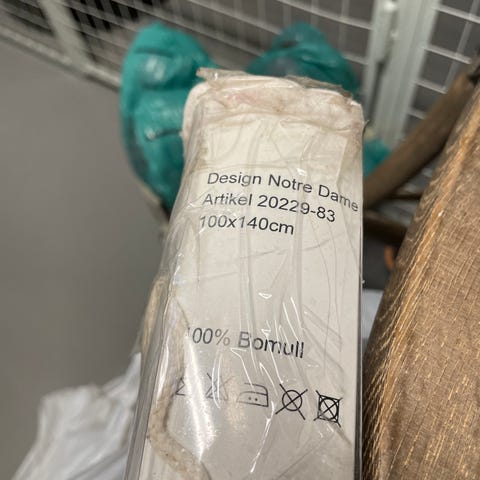 Design Notre Dame
Artikel 20229-83
100x140cm
100% Bomull